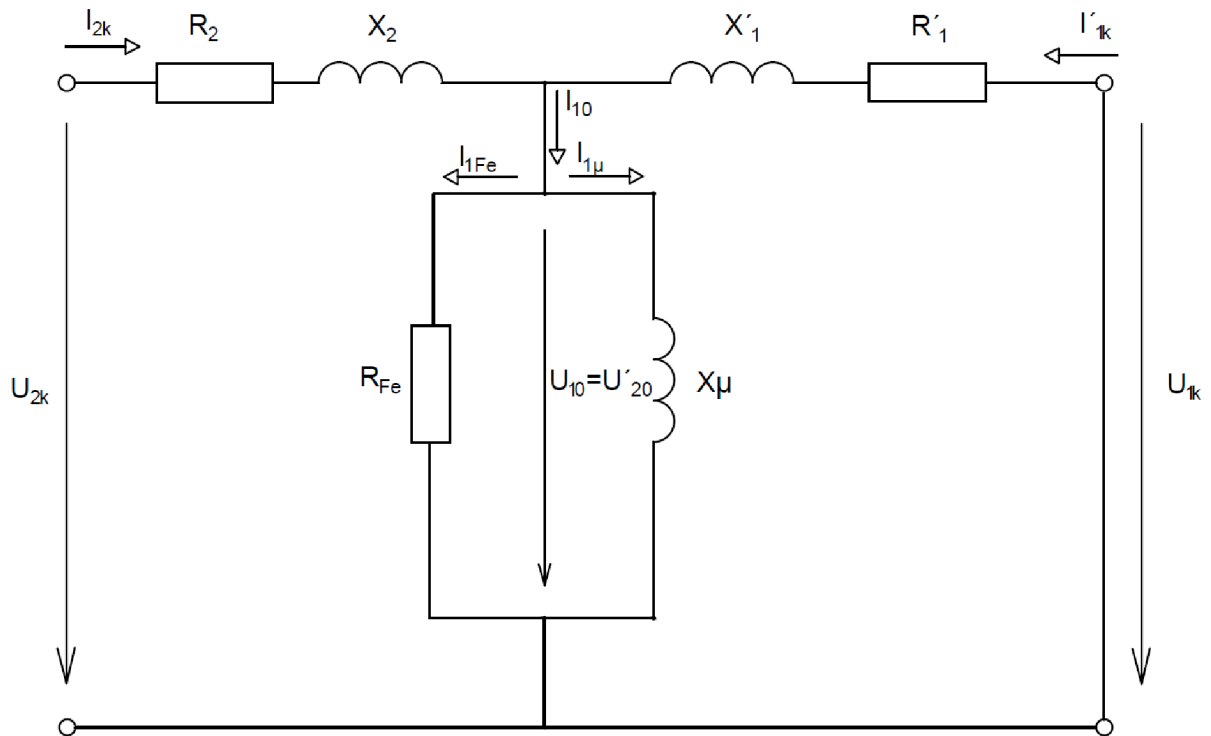 I2k
R2
X2
X´1
R´1
I´1k
I10
I1Fe
I1µ
U2k
RFe
U10=U´20
Xµ
U1k